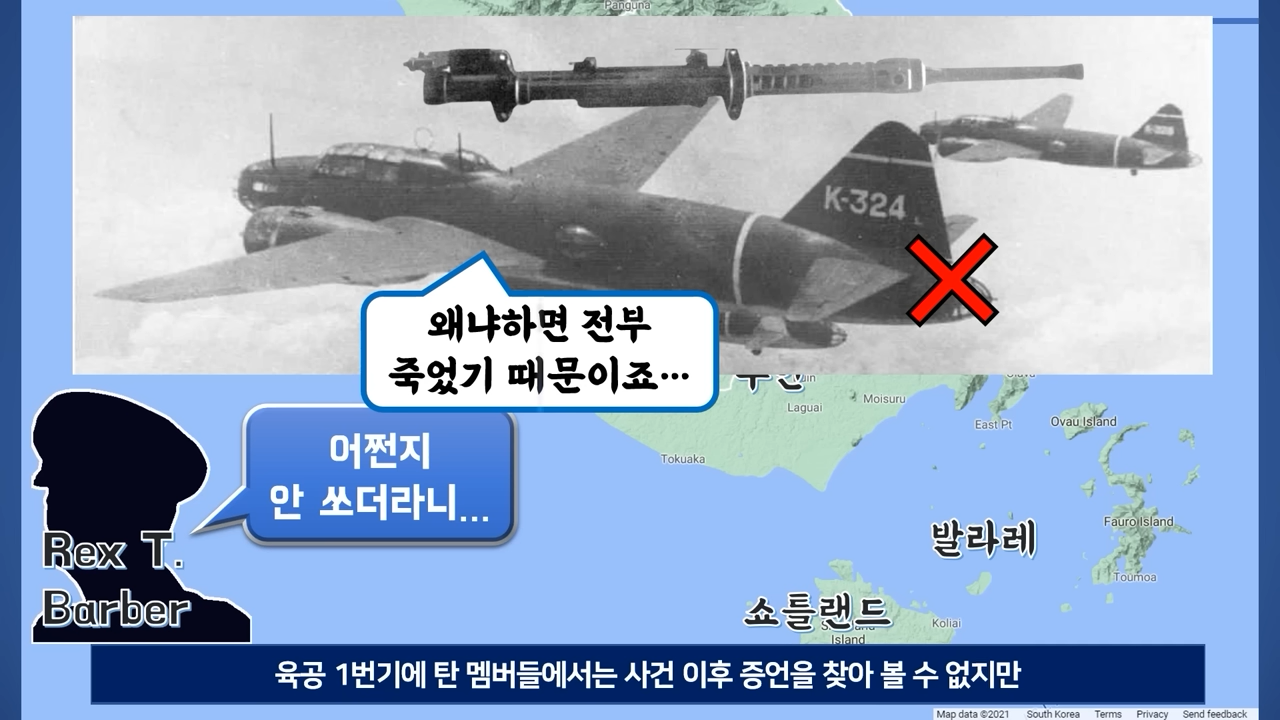 Panguna
K-324
왜냐하면 전부
죽었기 때문이죠…
Laguai
Moisuru
East Pt
Ovau Island
Tokuaka
어쩐지
안 쏘더라니...
Rex T.
Barber
발라레
Fauro Island
Toumoa
쇼틀랜드
Island
Koliai
육공 1번기에 탄 멤버들에서는 사건 이후 증언을 찾아 볼 수 없지만
Map data ©2021 South Korea Terms Privacy Send feedback